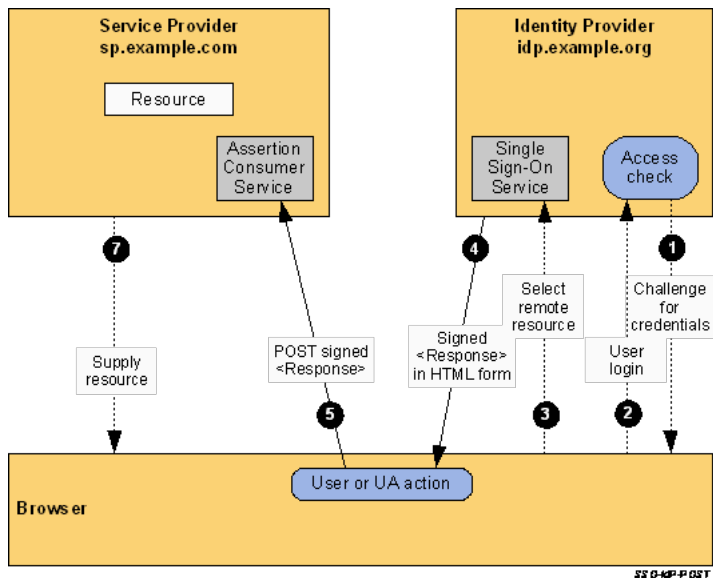 Service Provider
sp.example.com
Resource
Assertion
Consumer
Service
Identity Provider
idp.example.org
Single
Sign-On
Service
Access
check
7
4
1
Supply
resource
POST signed
<Response>
5
Signed
<Response>
in HTML form
Select
remote
resource
3
User
login
2
Challenge
for
credentials
User or UA action
Browser
SSO-IdP-POST